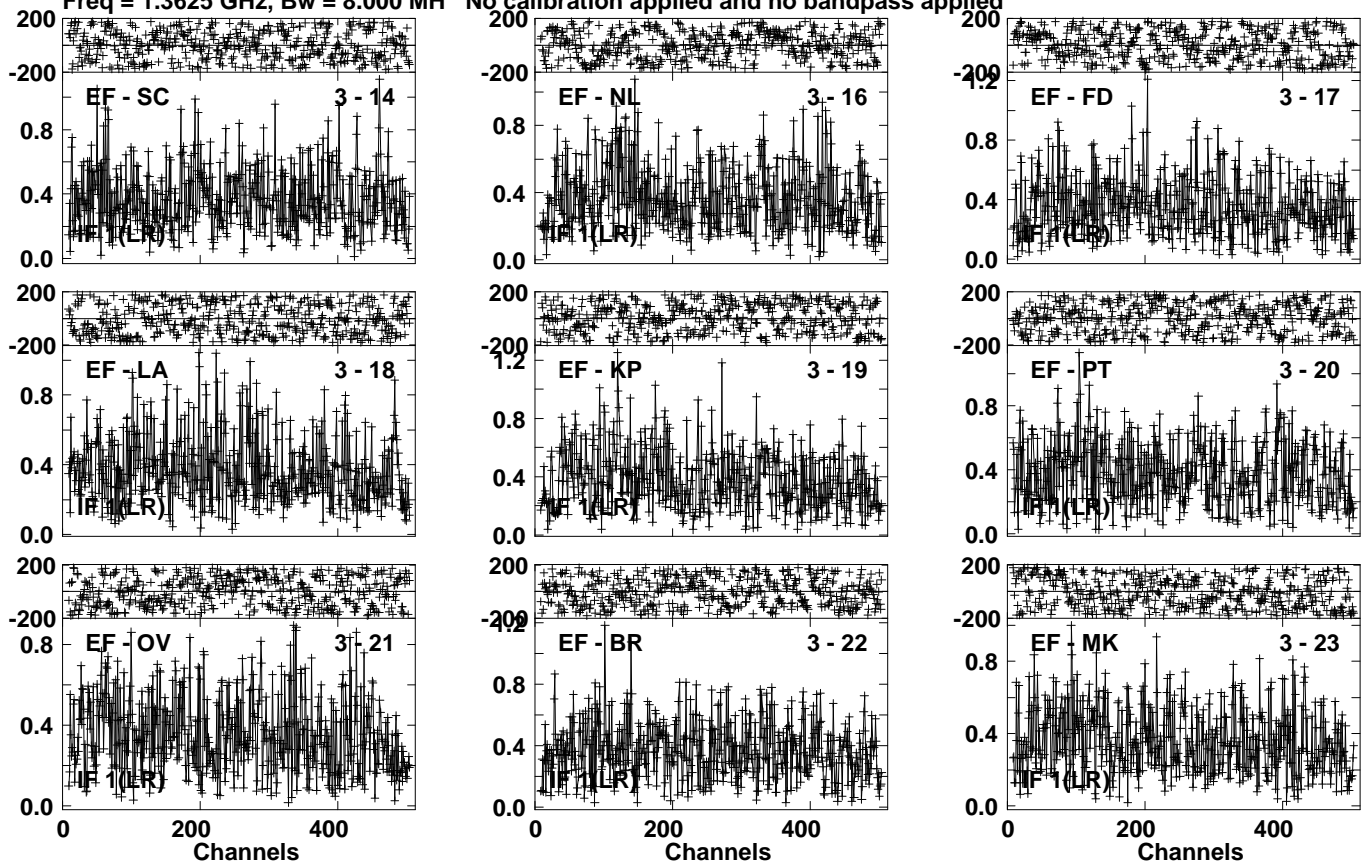 Freq = 1.3625 GHz, Bw = 8.000 MH No calibration applied and no bandpass applied
200 200 200
-200 -200 -200
1.2
EF - SC 3 - 14 EF - NL 3 - 16 EF - FD 3 - 17
0.8 0.8 0.8
0.4 0.4 0.4
IF 1(LR) IF 1(LR) IF 1(LR)
0.0 0.0 0.0
200 200 200
-200 -200 -200
1.2
EF - LA 3 - 18 EF - KP 3 - 19 EF - PT 3 - 20
0.8 0.8 0.8
0.4 0.4 0.4
IF 1(LR) IF 1(LR) IF 1(LR)
0.0 0.0 0.0
200 200 200
-200 -200 -200
1.2
EF - OV 3 - 21 EF - BR 3 - 22 EF - MK 3 - 23
0.8 0.8 0.8
0.4 0.4 0.4
IF 1(LR) IF 1(LR) IF 1(LR)
0.0 0.0 0.0
0 200 400 0 200 400 0 200 400
Channels Channels Channels